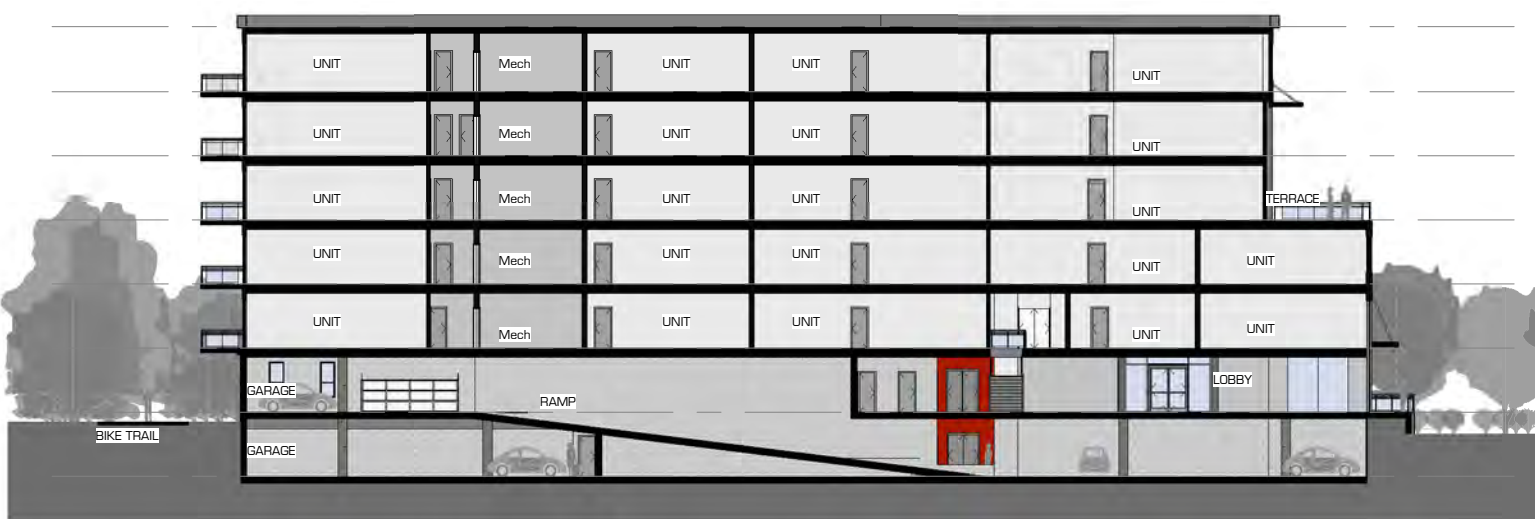 UNIT Mech UNIT UNIT UNIT
UNIT Mech UNIT UNIT UNIT
UNIT Mech UNIT UNIT UNIT TERRACE
UNIT Mech UNIT UNIT UNIT UNIT
UNIT Mech UNIT UNIT UNIT UNIT
GARAGE RAMP LOBBY
BIKE TRAIL GARAGE